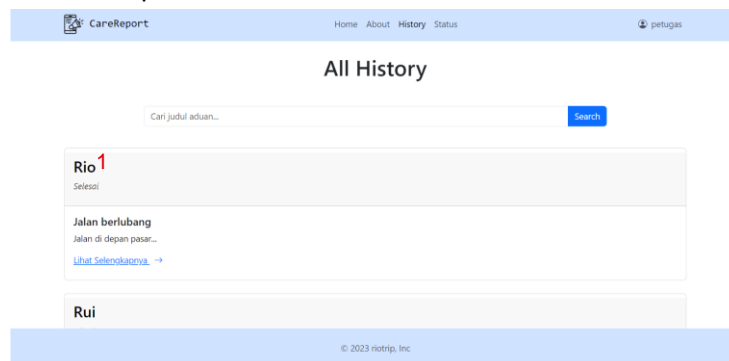 CareReport
Home About History Status
petugas
All History
Cari judul aduan...
Search
Rio 1
Selesai
Jalan berlubang
Jalan di depan pasar...
Lihat Selengkapnya →
Rui
© 2023 riotrip, Inc